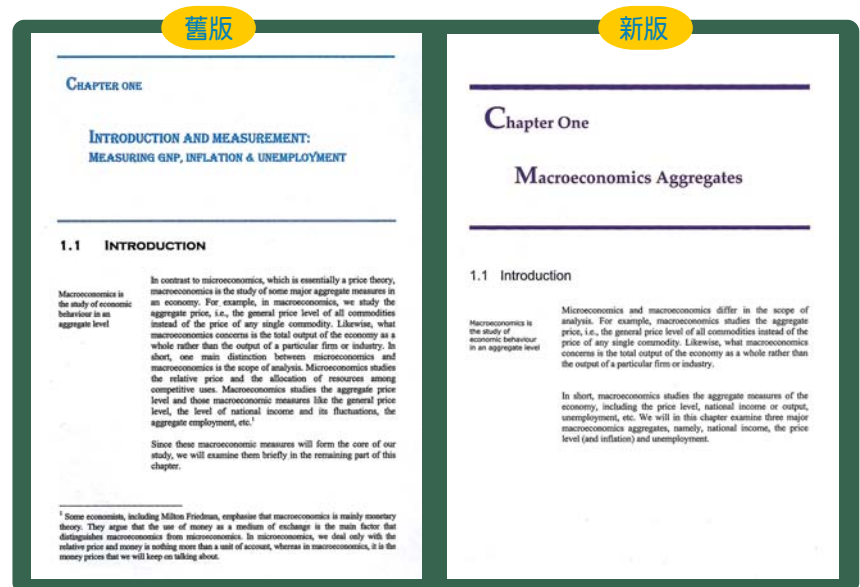 舊版
CHAPTER ONE
INTRODUCTION AND MEASUREMENT:
MEASURING GNP, INFLATION & UNEMPLOYMENT
1.1 INTRODUCTION
Macroeconomics is
the study of economic
behaviour in an
aggregate level
In contrast to microeconomics, which is essentially a price theory,
macroeconomics is the study of some major aggregate measures in
an economy. For example, in macroeconomics, we study the
aggregate price, i.e., the general price level of all commodities
instead of the price of any single commodity. Likewise, what
macroeconomics concerns is the total output of the economy as a
whole rather than the output of a particular firm or industry. In
short, one main distinction between microeconomics and
macroeconomics is the scope of analysis. Microeconomics studies
the relative price and the allocation of resources among
competitive uses. Macroeconomics studies the aggregate price
level and those macroeconomic measures like the general price
level, the level of national income and its fluctuations, the
aggregate employment, etc.¹
Since these macroeconomic measures will form the core of our
study, we will examine them briefly in the remaining part of this
chapter.
¹ Some economists, including Milton Friedman, emphasise that macroeconomics is mainly monetary
theory. They argue that the use of money as a medium of exchange is the main factor that
distinguishes macroeconomics from microeconomics. In microeconomics, we deal only with the
relative price and money is nothing more than a unit of account, whereas in macroeconomics, it is the
money prices that we will keep on talking about.
新版
Chapter One
Macroeconomics Aggregates
1.1 Introduction
Macroeconomics is
the study of
economic behaviour
in an aggregate level
Microeconomics and macroeconomics differ in the scope of
analysis. For example, macroeconomics studies the aggregate
price, i.e., the general price level of all commodities instead of the
price of any single commodity. Likewise, what macroeconomics
concerns is the total output of the economy as a whole rather than
the output of a particular firm or industry.
In short, macroeconomics studies the aggregate measures of the
economy, including the price level, national income or output,
unemployment, etc. We will in this chapter examine three major
macroeconomics aggregates, namely, national income, the price
level (and inflation) and unemployment.